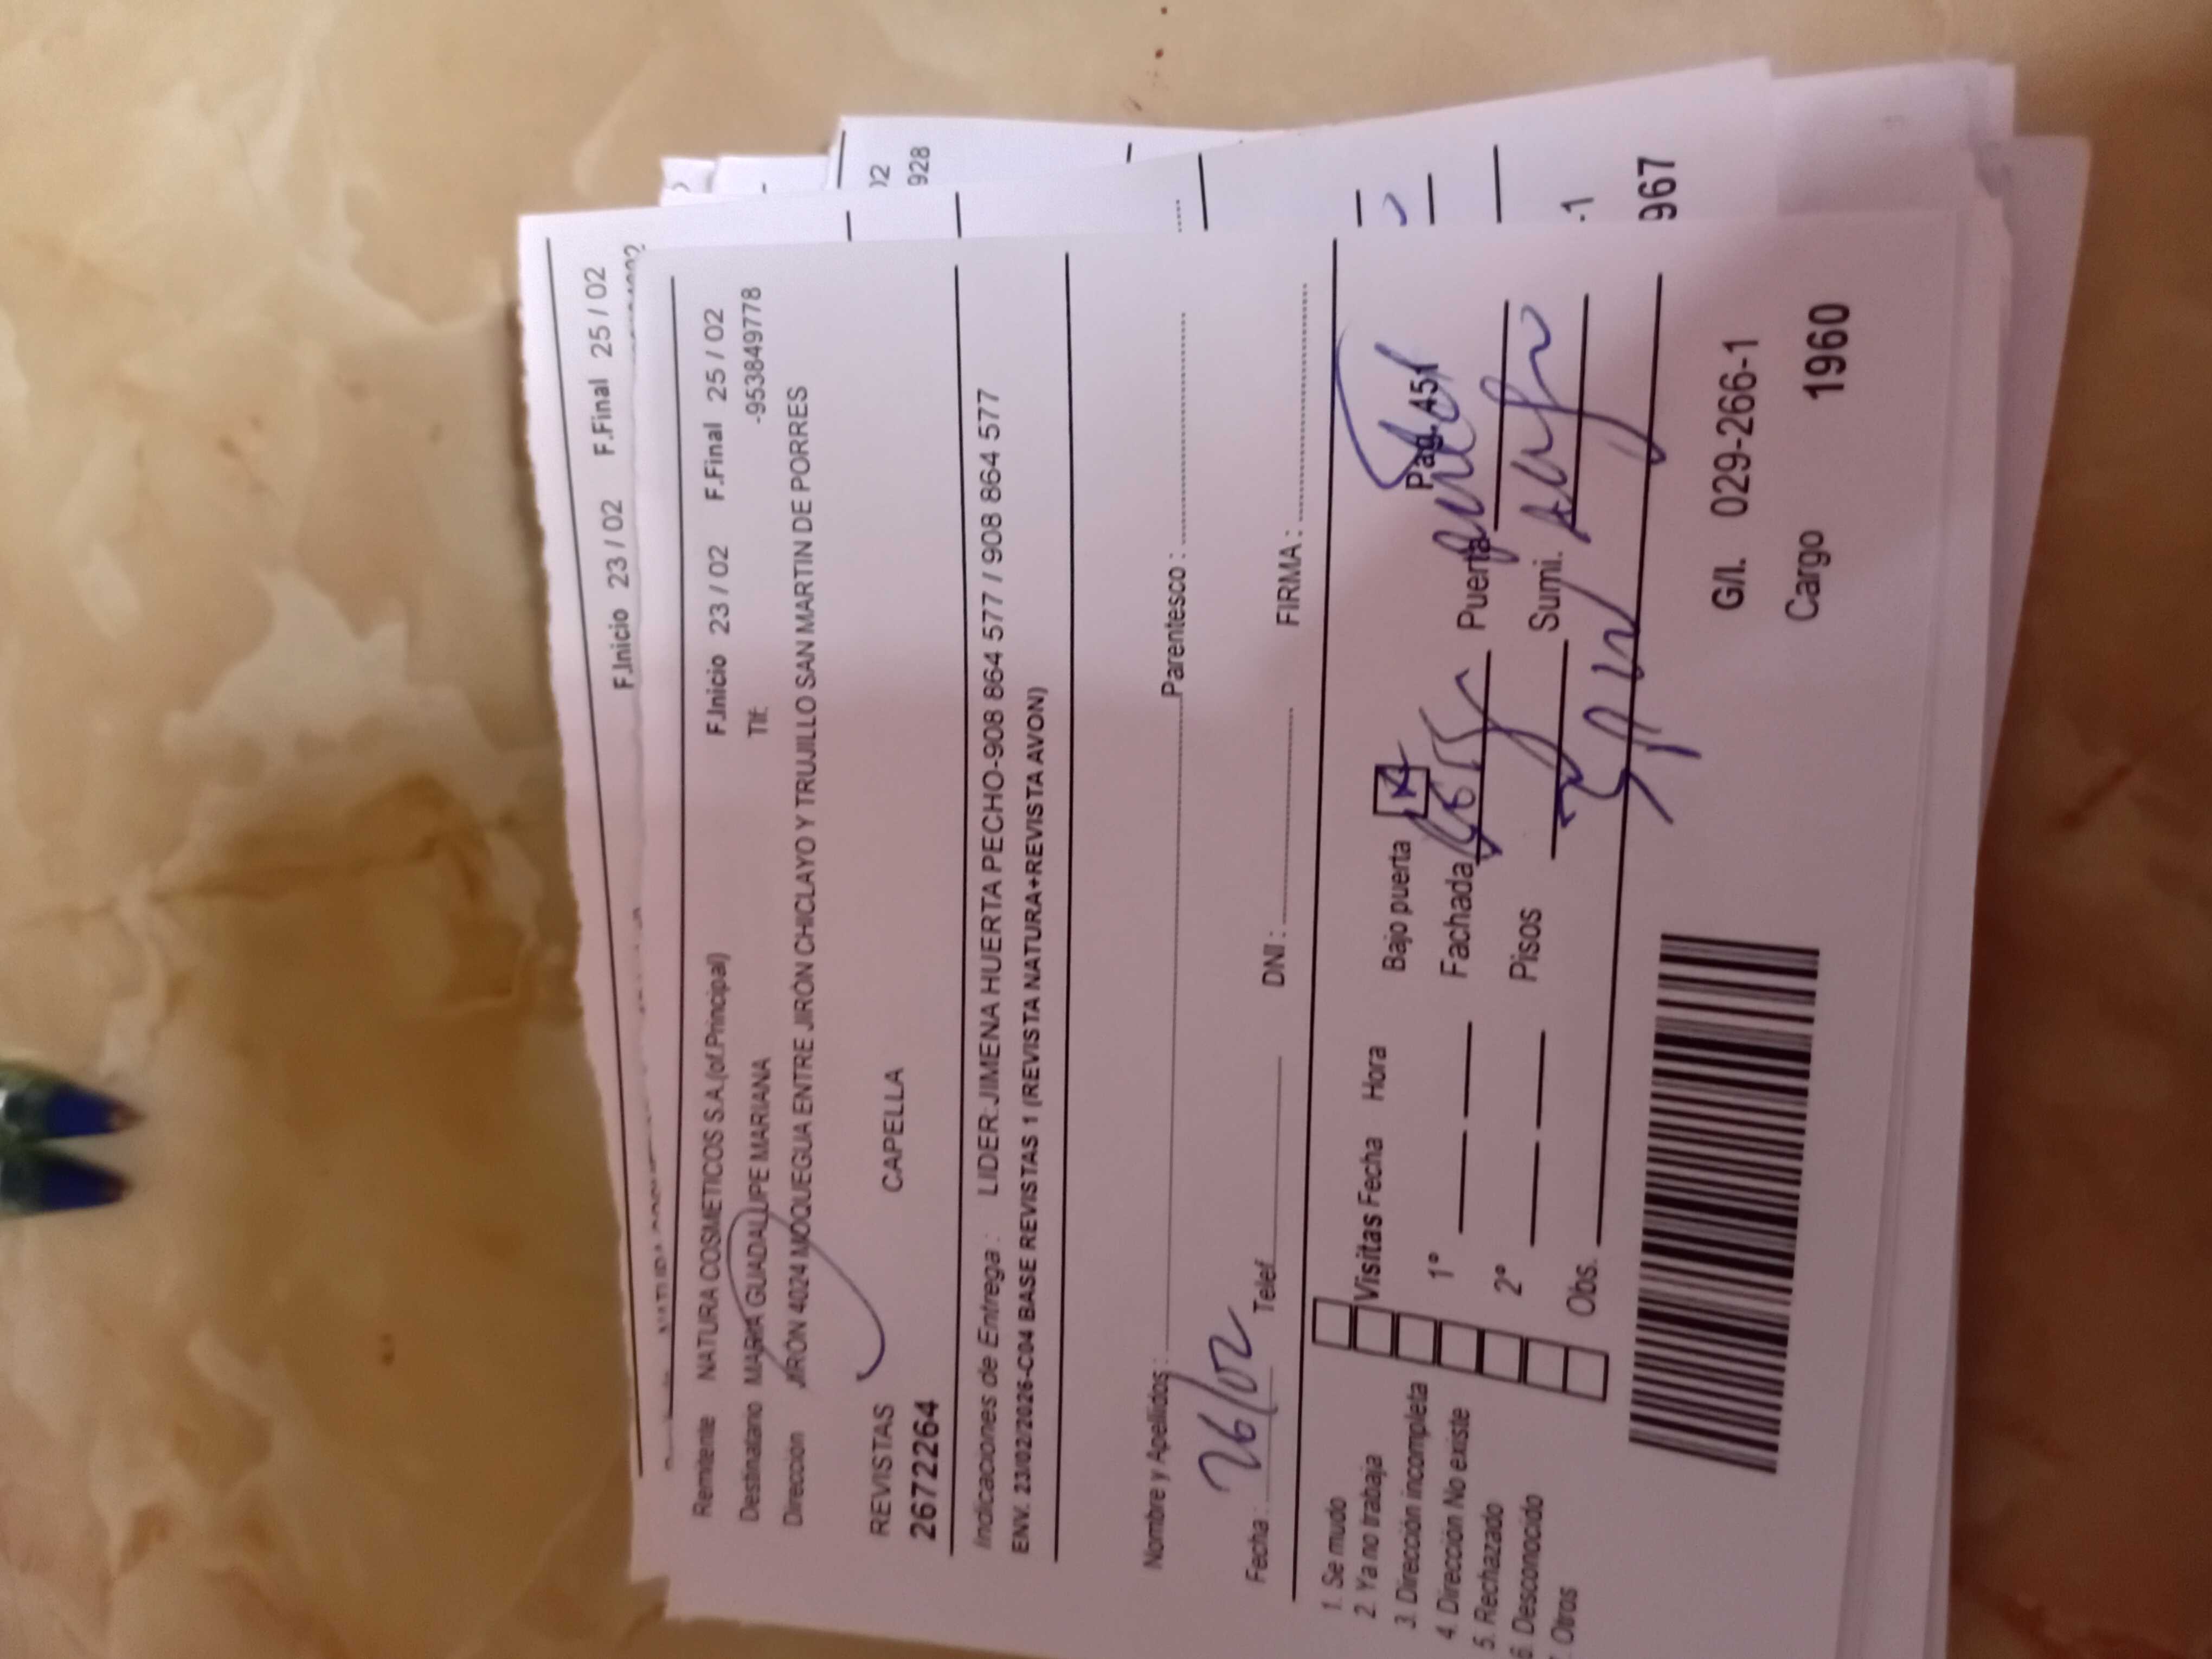 F.Inicio 23 / 02 F.Final 25 / 02
Remitente NATURA COSMETICOS S.A.(of.Principal) F.Inicio 23 / 02 F.Final 25 / 02
Destinatario MARIA GUADALUPE MARIANA Tlf: -953849778
Dirección JIRÓN 4024 MOQUEGUA ENTRE JIRÓN CHICLAYO Y TRUJILLO SAN MARTIN DE PORRES
REVISTAS CAPELLA
26722264
Indicaciones de Entrega : LIDER:JIMENA HUERTA PECHO-908 864 577 / 908 864 577
ENV. 23/02/2026-C04 BASE REVISTAS 1 (REVISTA NATURA+REVISTA AVON)
Nombre y Apellidos : Parentesco :
Fecha : 26/02 Telef. DNI : FIRMA :
1. Se mudo
2. Ya no trabaja
3. Dirección incompleta
4. Dirección No existe
5. Rechazado
6. Desconocido
Otros
Visitas Fecha Hora Bajo puerta Pag. 451
1° Fachada Puerta
2° Pisos Sumi.
Obs.
G/I. 029-266-1
Cargo 1960
02
928
-1
967